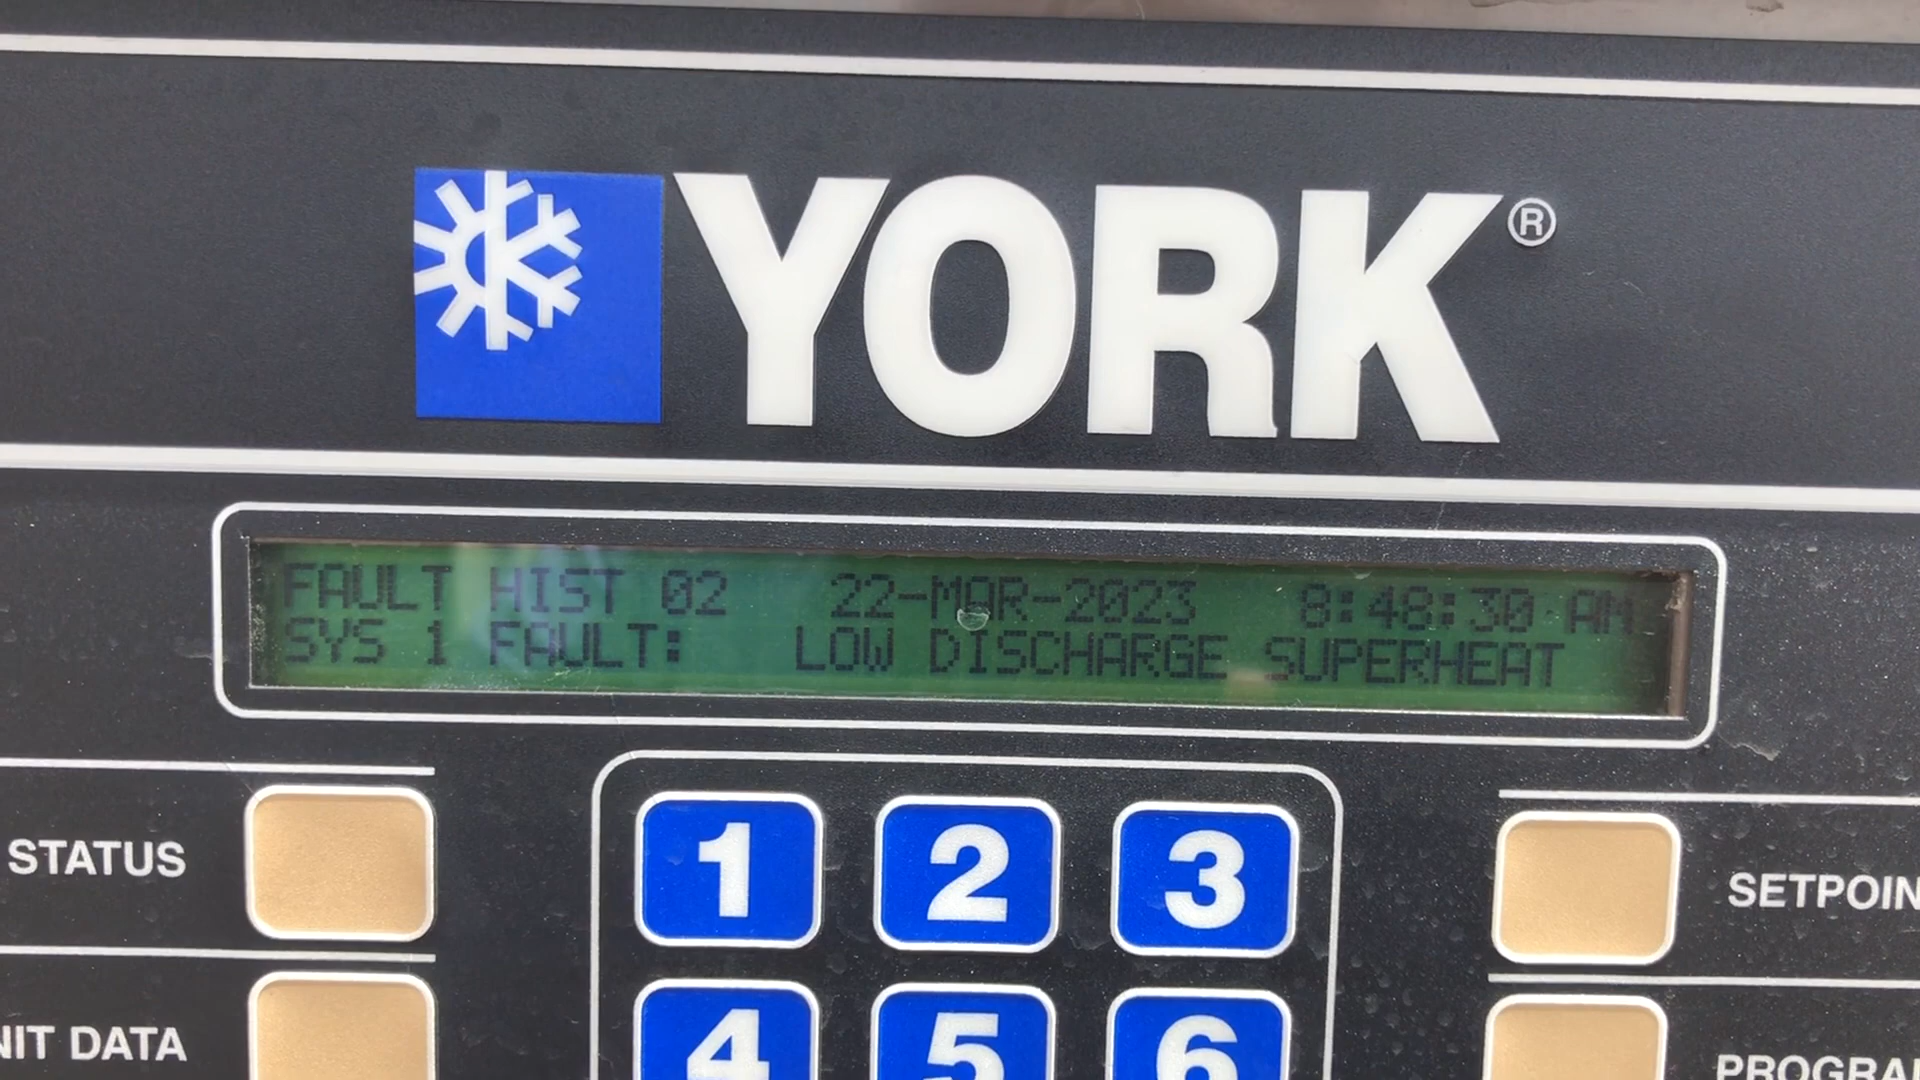 YORK®
FAULT HIST 02 22-MAR-2023 8:48:30 AM
SYS 1 FAULT: LOW DISCHARGE SUPERHEAT
STATUS
1 2 3
SETPOIN
NIT DATA
4 5 6
PROGRA